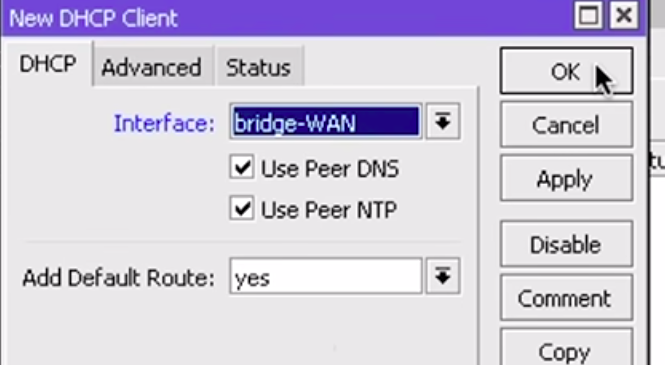 New DHCP Client
DHCP Advanced Status
OK
Interface: bridge-WAN
Cancel
Use Peer DNS
Apply
Use Peer NTP
Disable
Add Default Route: yes
Comment
Copy